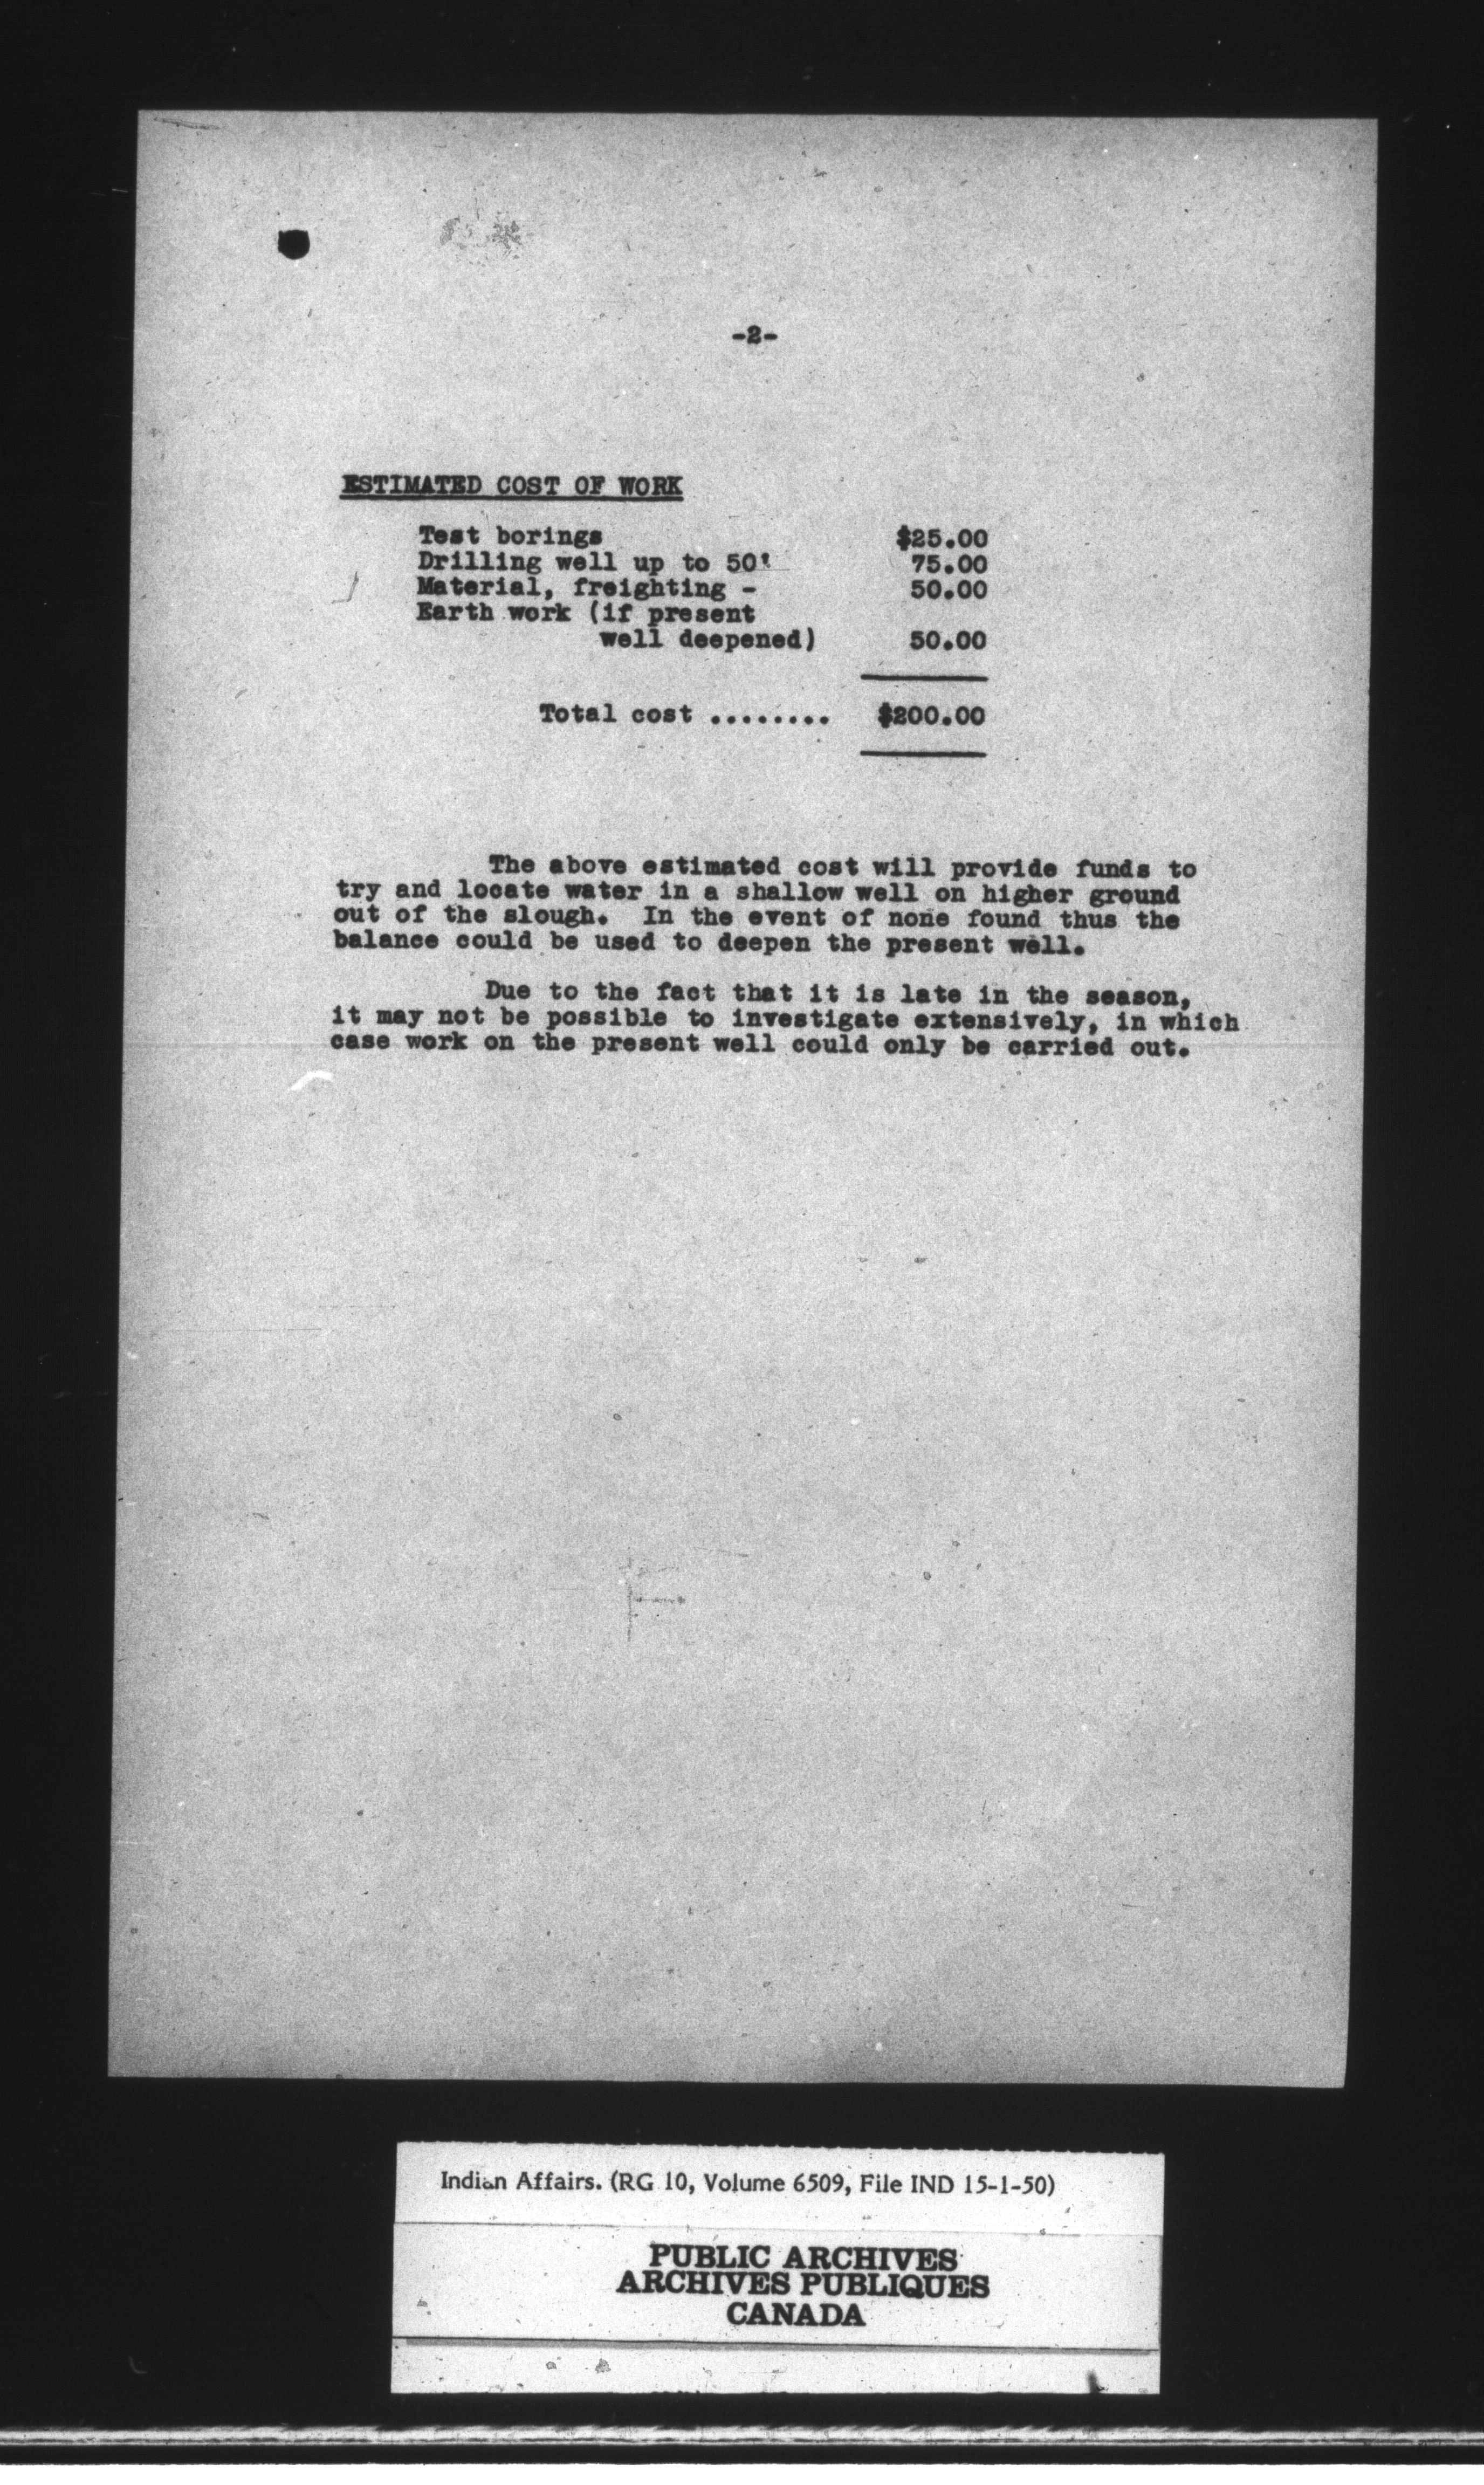 -2-
ESTIMATED COST OF WORK
Test borings $25.00
Drilling well up to 50' 75.00
Material, freighting - 50.00
Earth work (if present
well deepened) 50.00
Total cost ........ $200.00
The above estimated cost will provide funds to
try and locate water in a shallow well on higher ground
out of the slough. In the event of none found thus the
balance could be used to deepen the present well.
Due to the fact that it is late in the season,
it may not be possible to investigate extensively, in which
case work on the present well could only be carried out.
Indian Affairs. (RG 10, Volume 6509, File IND 15-1-50)
PUBLIC ARCHIVES
ARCHIVES PUBLIQUES
CANADA